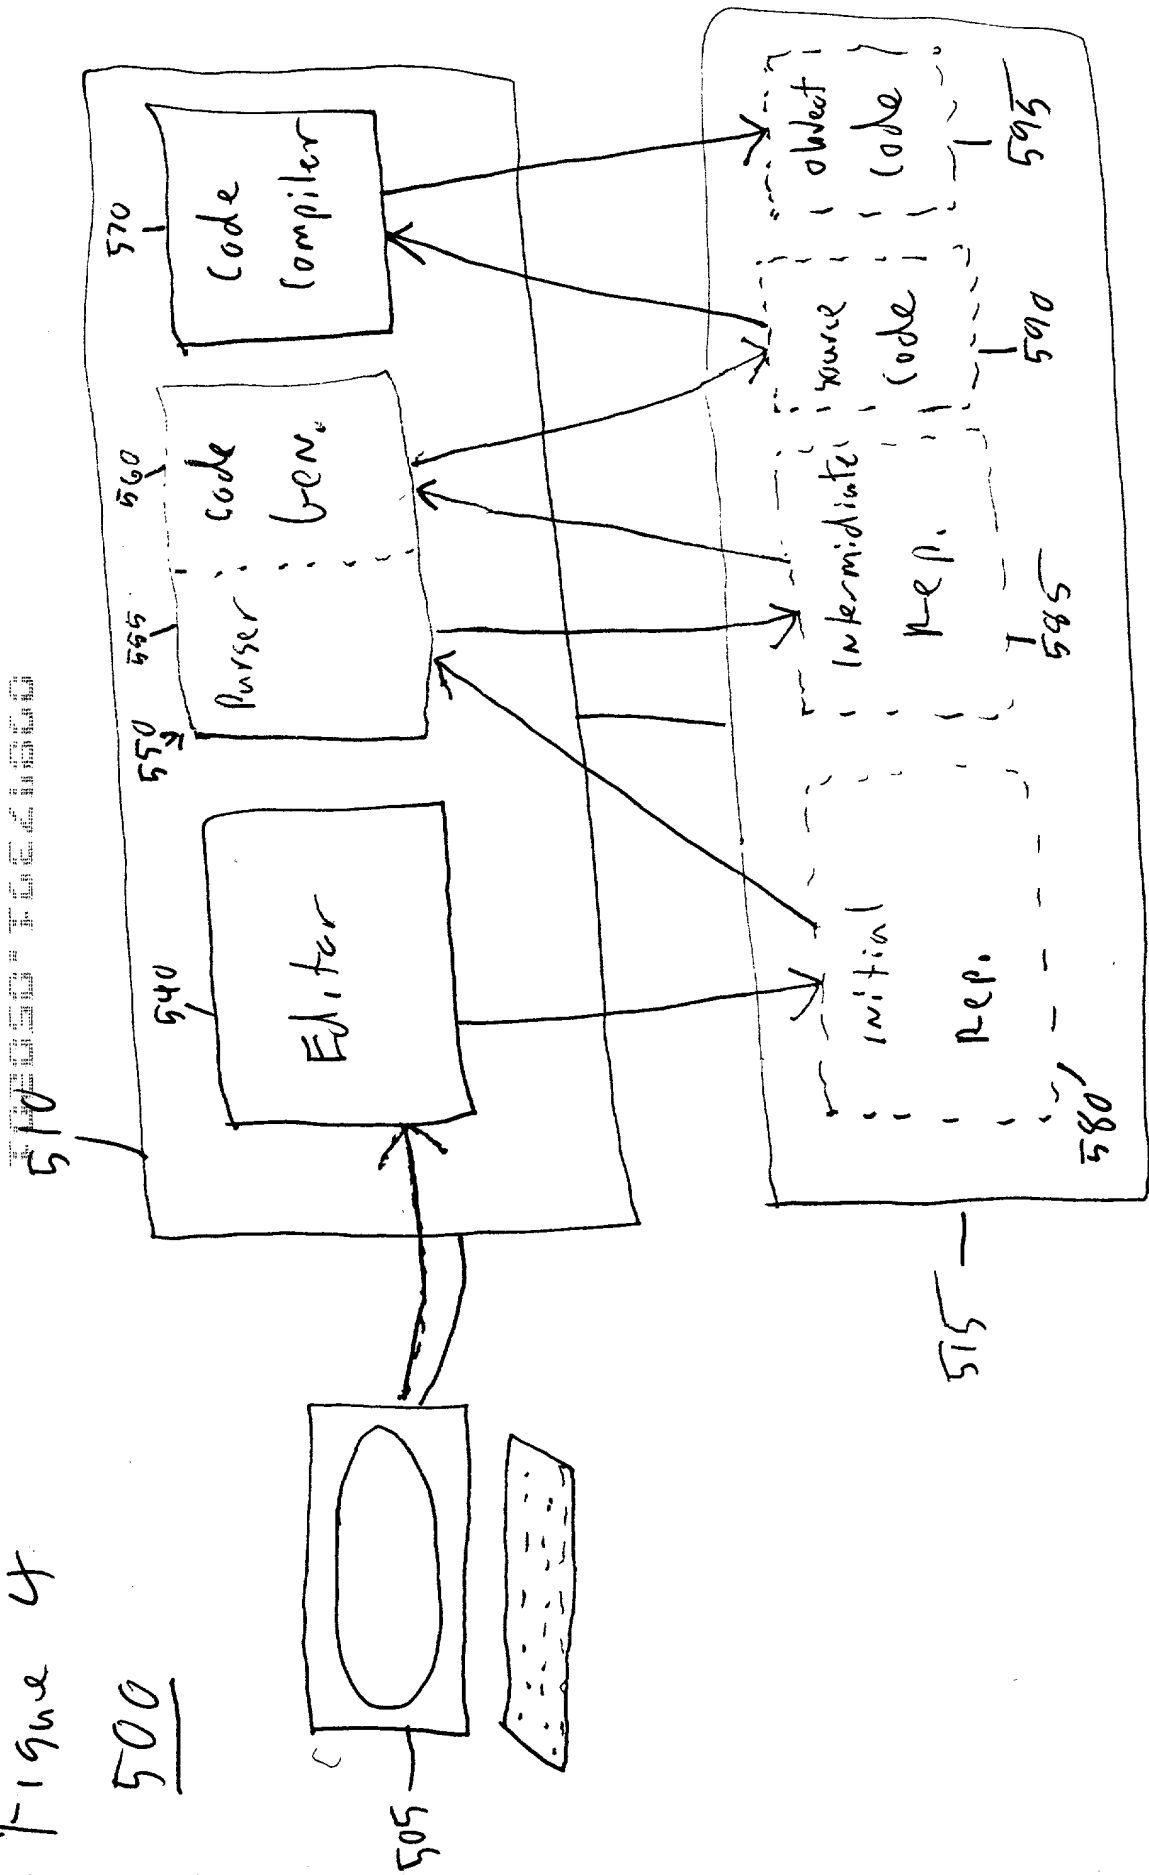 Figure 4
500
510
505
540
Editor
550
555
Parser
560
Code
Gen.
570
Code
Compiler
515
580
Initial
Rep.
585
Intermidiate
Rep.
590
source
Code
595
object
Code